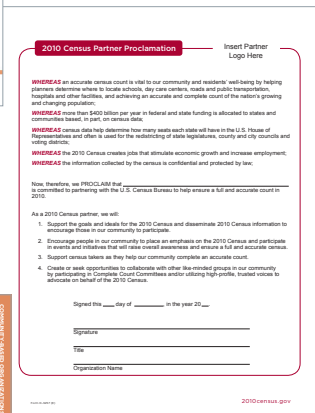 2010 Census Partner Proclamation
Insert Partner
Logo Here
WHEREAS an accurate census count is vital to our community and residents' well-being by helping
planners determine where to locate schools, day care centers, roads and public transportation,
hospitals and other facilities, and achieving an accurate and complete count of the nation's growing
and changing population;
WHEREAS more than $400 billion per year in federal and state funding is allocated to states and
communities based, in part, on census data;
WHEREAS census data help determine how many seats each state will have in the U.S. House of
Representatives and often is used for the redistricting of state legislatures, county and city councils and
voting districts;
WHEREAS the 2010 Census creates jobs that stimulate economic growth and increase employment;
WHEREAS the information collected by the census is confidential and protected by law;
Now, therefore, we PROCLAIM that
is committed to partnering with the U.S. Census Bureau to help ensure a full and accurate count in
2010.
As a 2010 Census partner, we will:
1. Support the goals and ideals for the 2010 Census and disseminate 2010 Census information to
encourage those in our community to participate.
2. Encourage people in our community to place an emphasis on the 2010 Census and participate
in events and initiatives that will raise overall awareness and ensure a full and accurate census.
3. Support census takers as they help our community complete an accurate count.
4. Create or seek opportunities to collaborate with other like-minded groups in our community
by participating in Complete Count Committees and/or utilizing high-profile, trusted voices to
advocate on behalf of the 2010 Census.
Signed this ___ day of ________, in the year 20__.
Signature
Title
Organization Name
2010census.gov
COMMUNITY-BASED ORGANIZATION